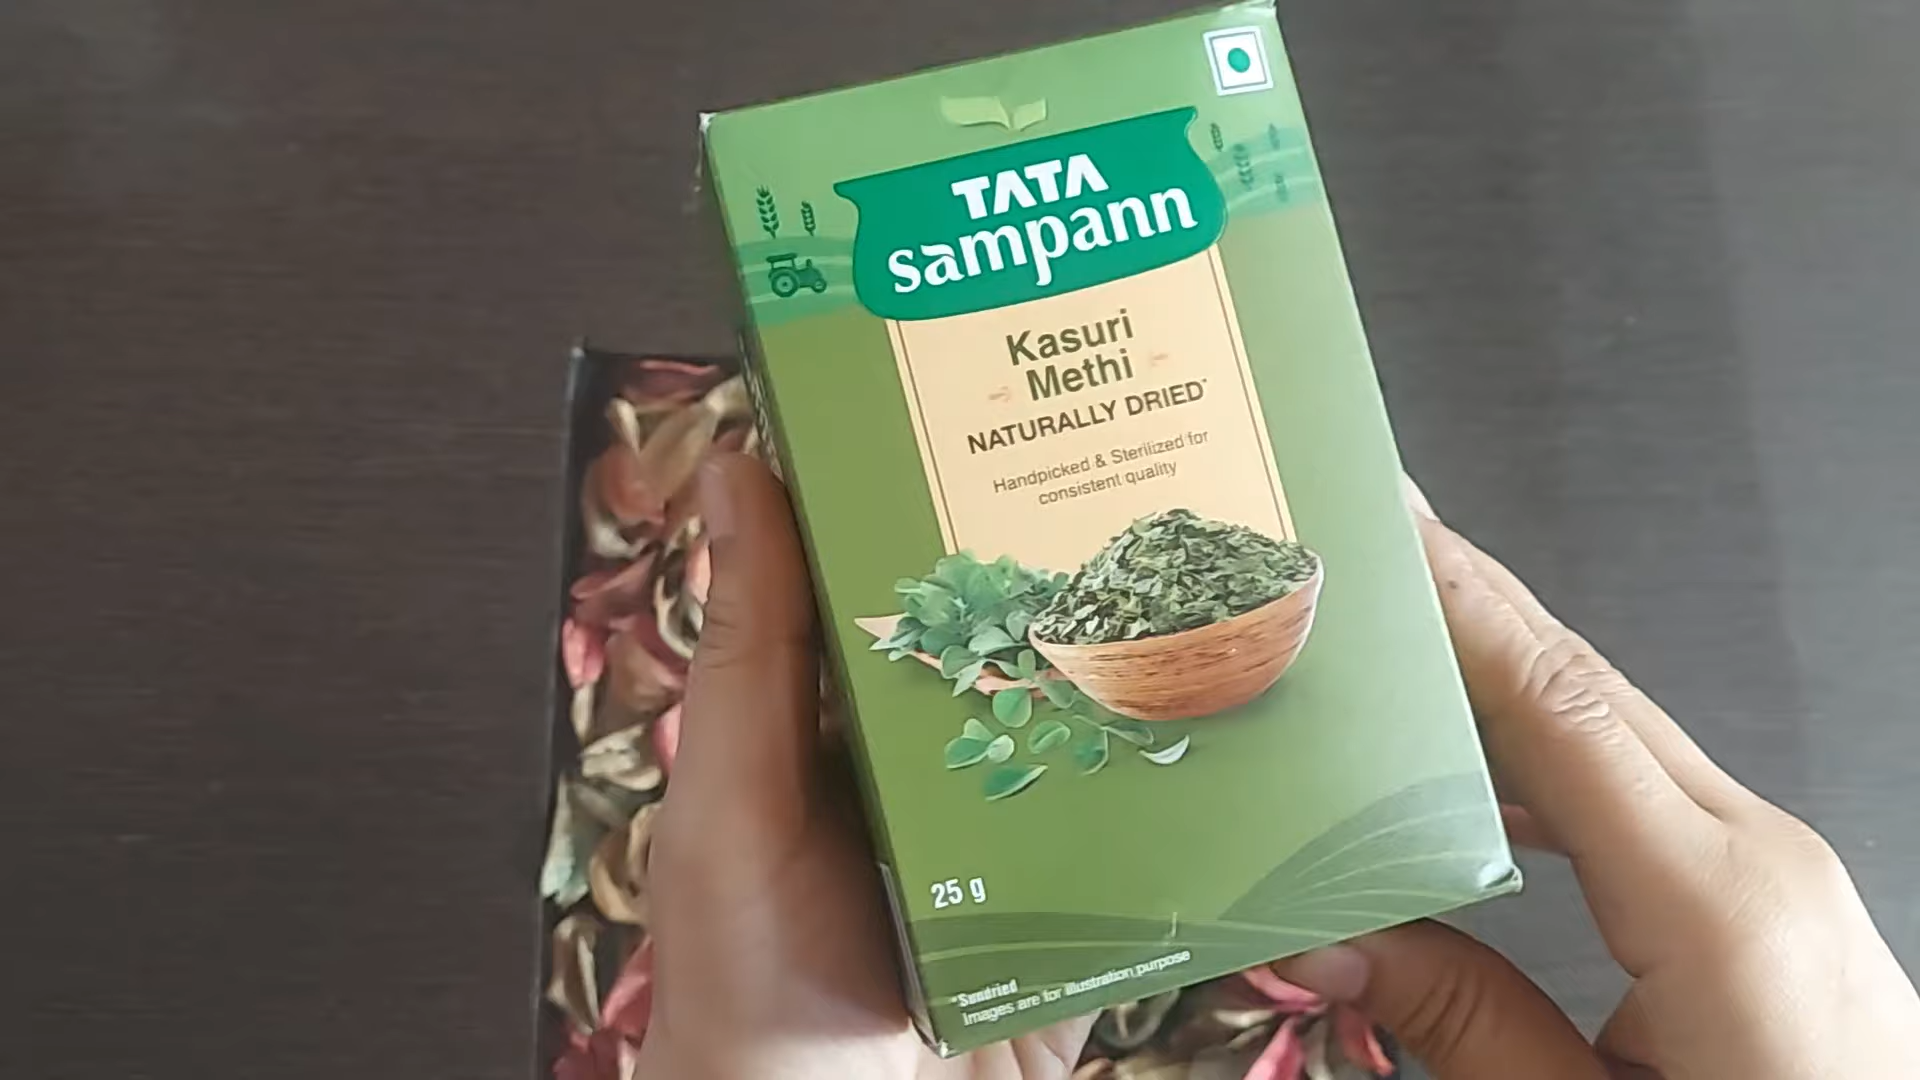 TATA
sampann
Kasuri
Methi
NATURALLY DRIED*
Handpicked & Sterilized for
consistent quality
25 g
*Sundried
Images are for illustration purpose